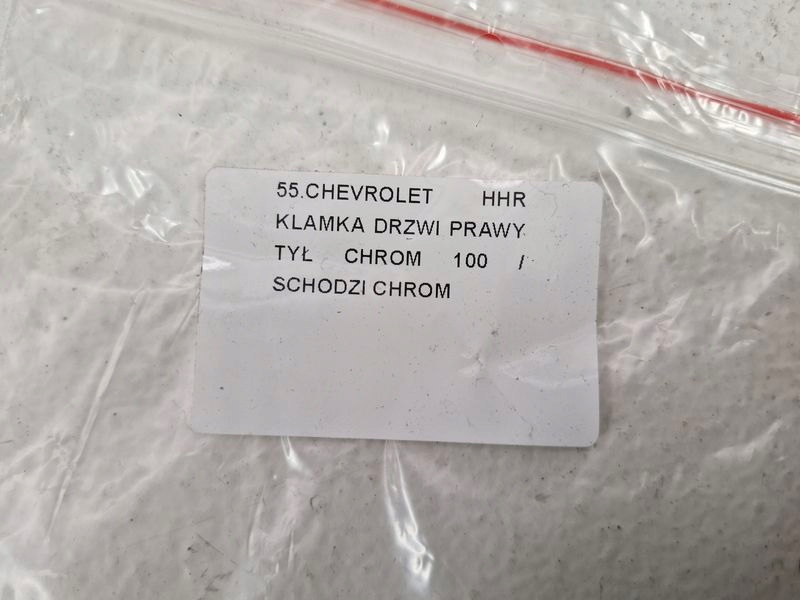 55.CHEVROLET HHR
KLAMKA DRZWI PRAWY
TYŁ CHROM 100 /
SCHODZI CHROM